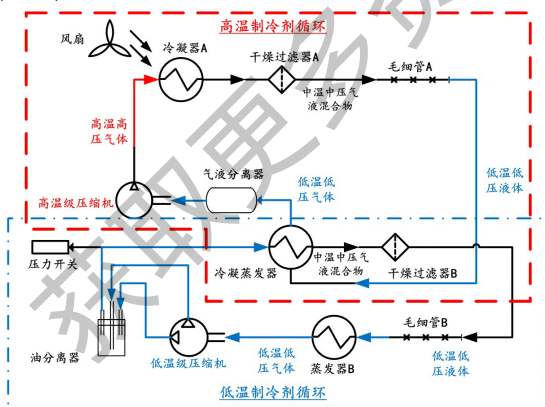 高温制冷剂循环
风扇
冷凝器A
干燥过滤器A
毛细管A
中温中压气
液混合物
高温高
压气体
气液分离器
低温低
压气体
低温低
压液体
高温级压缩机
压力开关
冷凝蒸发器
中温中压气
液混合物
干燥过滤器B
毛细管B
油分离器
低温级压缩机
低温低
压气体
蒸发器B
低温低
压液体
低温制冷剂循环
获取更多资